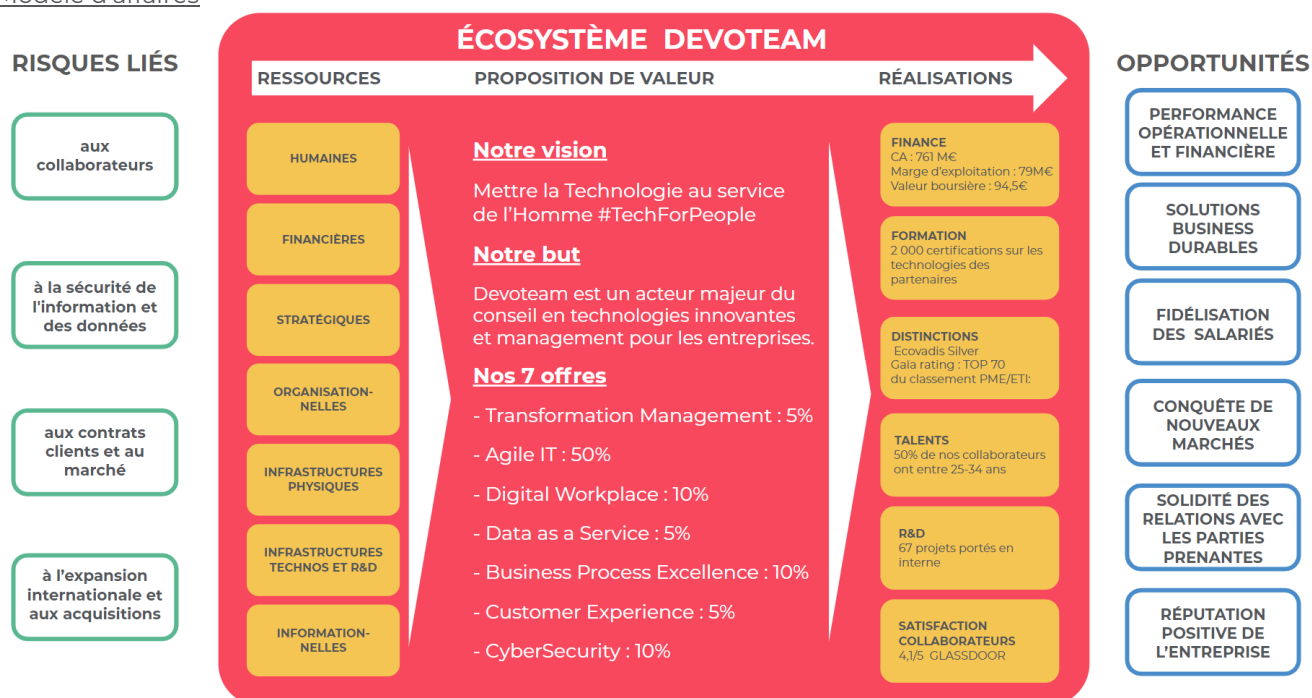 Modèle d'affaires
ÉCOSYSTÈME DEVOTEAM
RISQUES LIÉS
aux
collaborateurs
à la sécurité de
l'information et
des données
aux contrats
clients et au
marché
à l'expansion
internationale et
aux acquisitions
RESSOURCES
HUMAINES
FINANCIÈRES
STRATÉGIQUES
ORGANISATION-
NELLES
INFRASTRUCTURES
PHYSIQUES
INFRASTRUCTURES
TECHNOS ET R&D
INFORMATION-
NELLES
PROPOSITION DE VALEUR
Notre vision
Mettre la Technologie au service
de l'Homme #TechForPeople
Notre but
Devoteam est un acteur majeur du
conseil en technologies innovantes
et management pour les entreprises.
Nos 7 offres
- Transformation Management : 5%
- Agile IT : 50%
- Digital Workplace : 10%
- Data as a Service : 5%
- Business Process Excellence : 10%
- Customer Experience : 5%
- CyberSecurity : 10%
RÉALISATIONS
FINANCE
CA : 761 M€
Marge d'exploitation : 79M€
Valeur boursière : 94,5€
FORMATION
2 000 certifications sur les
technologies des
partenaires
DISTINCTIONS
Ecovadis Silver
Gaïa rating : TOP 70
du classement PME/ETI:
TALENTS
50% de nos collaborateurs
ont entre 25-34 ans
R&D
67 projets portés en
interne
SATISFACTION
COLLABORATEURS
4,1/5 GLASSDOOR
OPPORTUNITÉS
PERFORMANCE
OPÉRATIONNELLE
ET FINANCIÈRE
SOLUTIONS
BUSINESS
DURABLES
FIDÉLISATION
DES SALARIÉS
CONQUÊTE DE
NOUVEAUX
MARCHÉS
SOLIDITÉ DES
RELATIONS AVEC
LES PARTIES
PRENANTES
RÉPUTATION
POSITIVE DE
L'ENTREPRISE